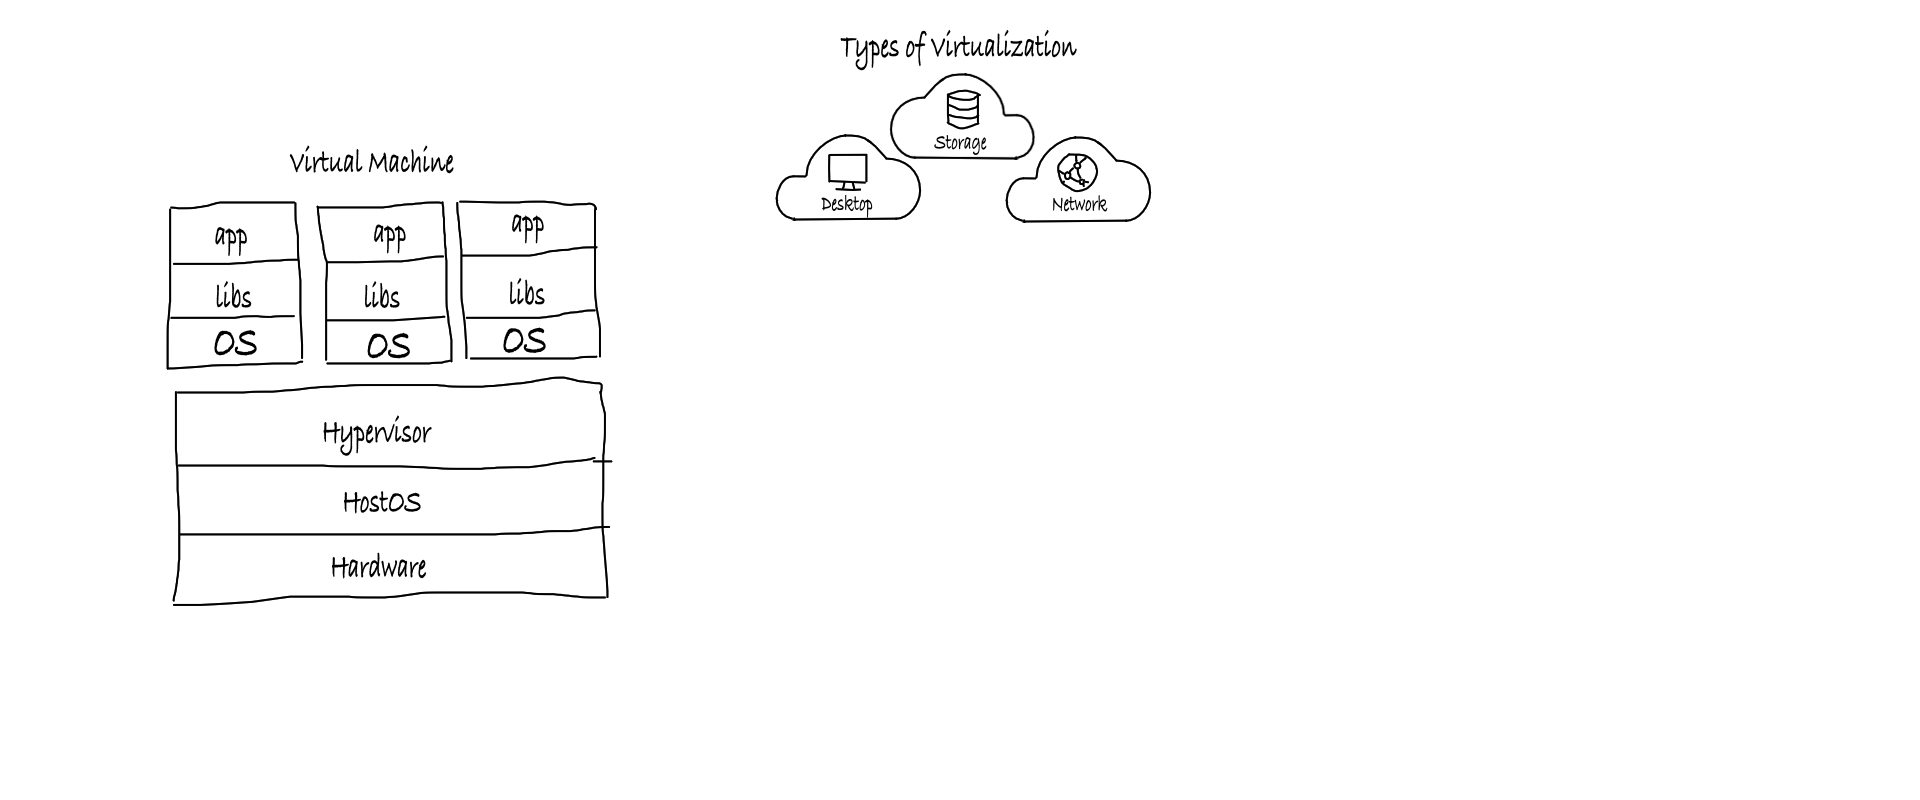 Types of Virtualization
Storage
Desktop
Network
Virtual Machine
app
app
app
libs
libs
libs
OS
OS
OS
Hypervisor
HostOS
Hardware